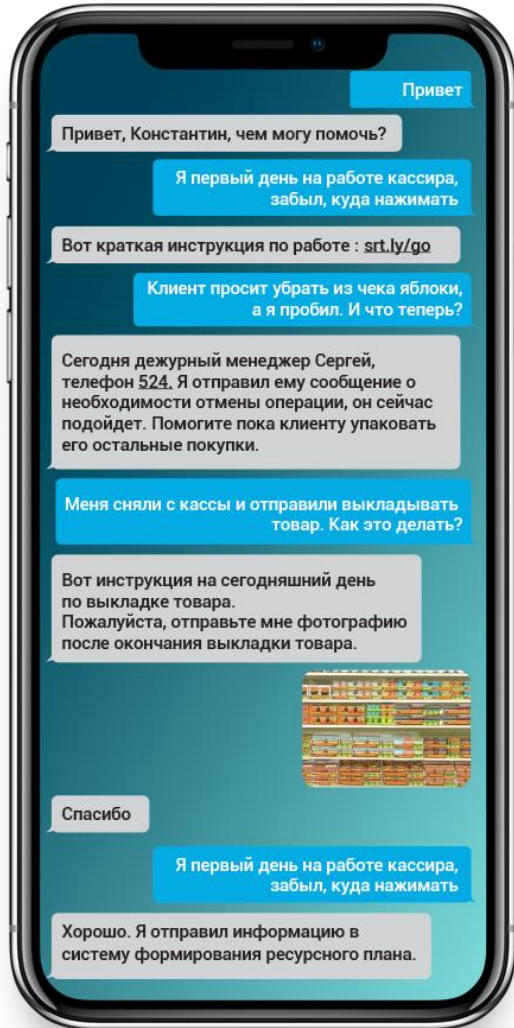 Привет
Привет, Константин, чем могу помочь?
Я первый день на работе кассира,
забыл, куда нажимать
Вот краткая инструкция по работе : srt.ly/go
Клиент просит убрать из чека яблоки,
а я пробил. И что теперь?
Сегодня дежурный менеджер Сергей,
телефон 524. Я отправил ему сообщение о
необходимости отмены операции, он сейчас
подойдет. Помогите пока клиенту упаковать
его остальные покупки.
Меня сняли с кассы и отправили выкладывать
товар. Как это делать?
Вот инструкция на сегодняшний день
по выкладке товара.
Пожалуйста, отправьте мне фотографию
после окончания выкладки товара.
Спасибо
Я первый день на работе кассира,
забыл, куда нажимать
Хорошо. Я отправил информацию в
систему формирования ресурсного плана.